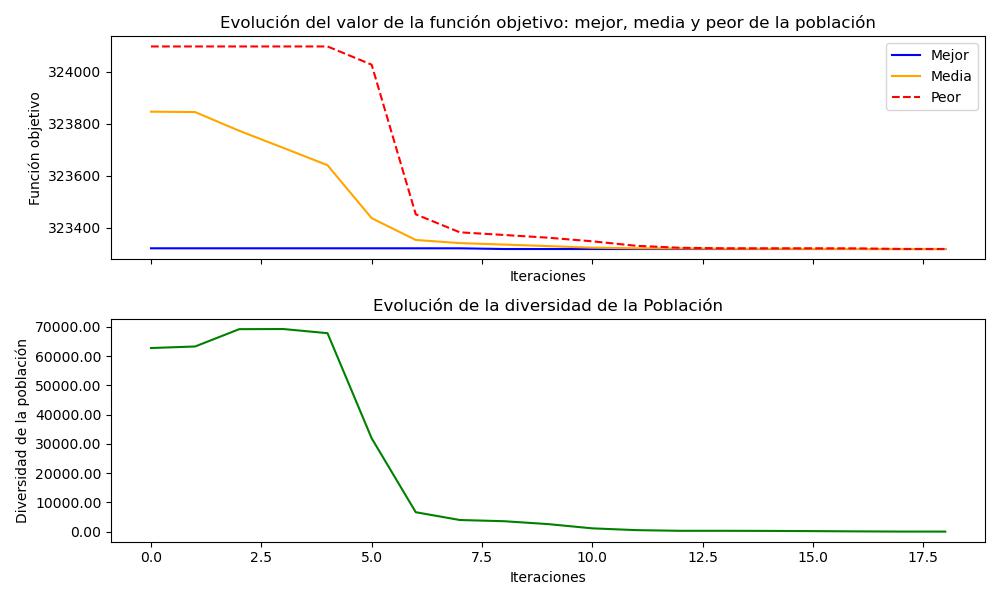 Evolución del valor de la función objetivo: mejor, media y peor de la población
Función objetivo
324000
323800
323600
323400
Mejor
Media
Peor
Iteraciones
Evolución de la diversidad de la Población
Diversidad de la población
70000.00
60000.00
50000.00
40000.00
30000.00
20000.00
10000.00
0.00
0.0 2.5 5.0 7.5 10.0 12.5 15.0 17.5
Iteraciones